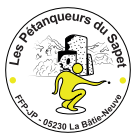 Les Pétanqueurs du Sapet
FFP-JP - 05230 La Bâtie-Neuve